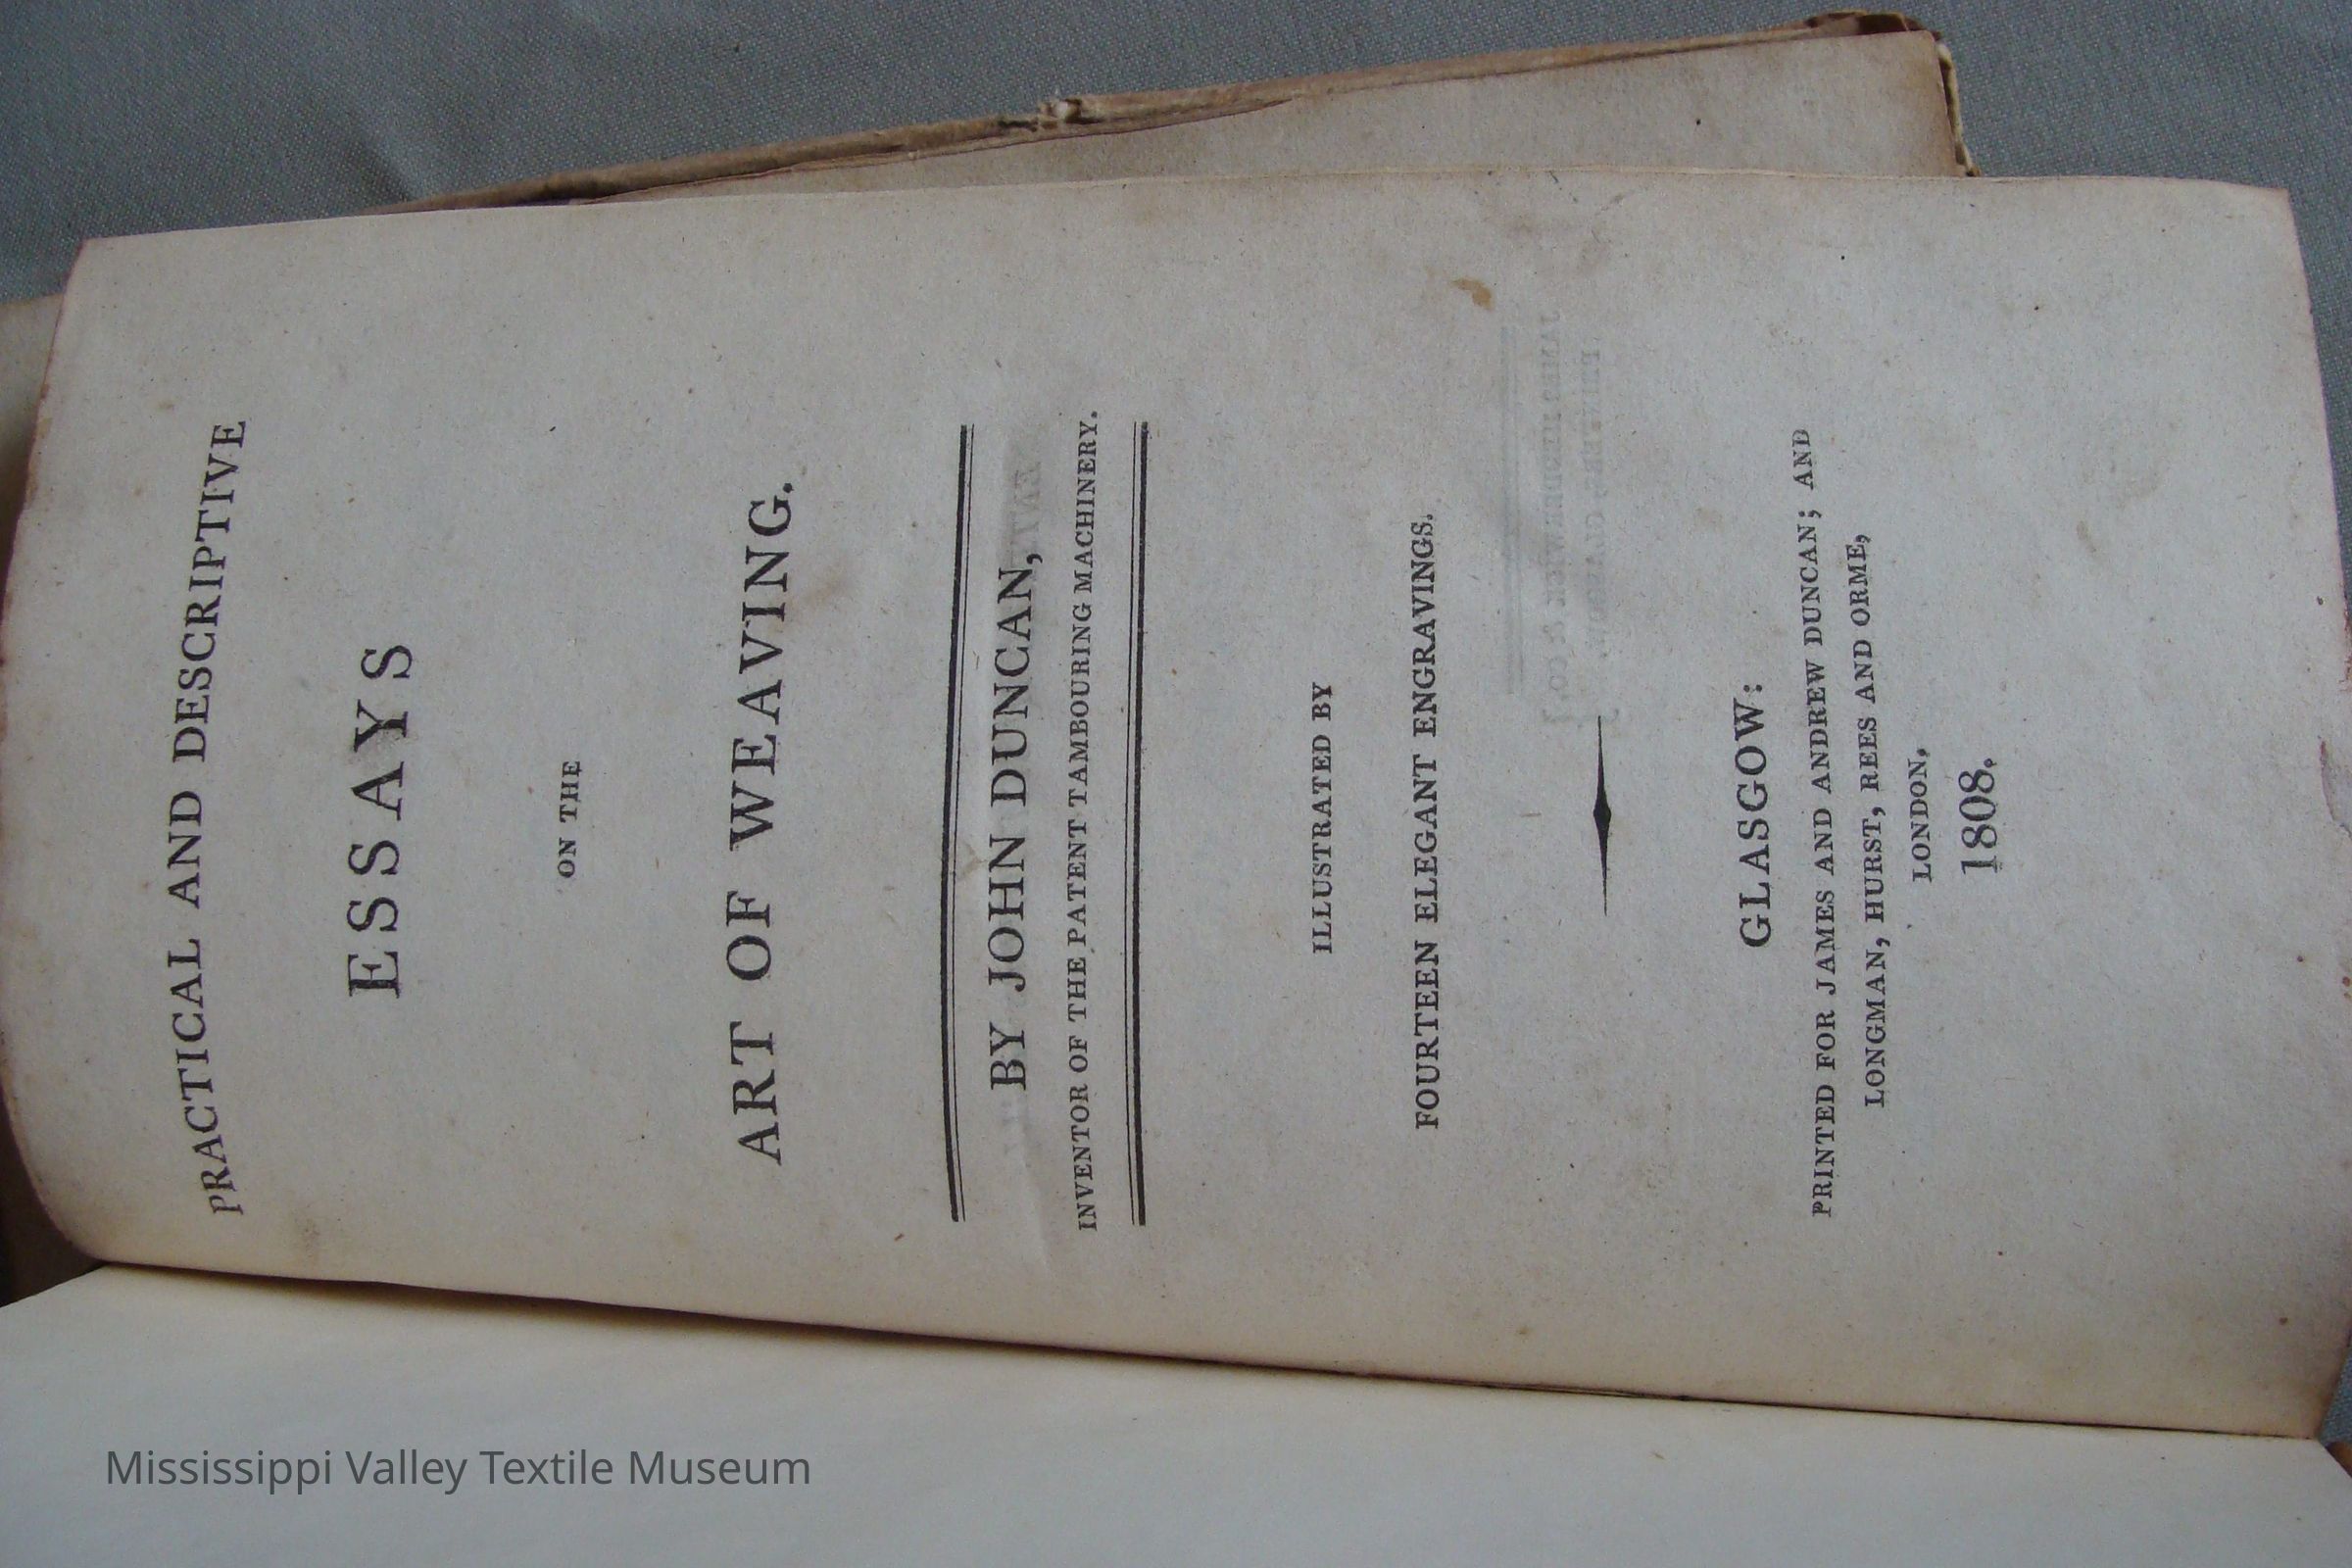 PRACTICAL AND DESCRIPTIVE
ESSAYS
ON THE
ART OF WEAVING.
BY JOHN DUNCAN,
INVENTOR OF THE PATENT TAMBOURING MACHINERY.
ILLUSTRATED BY
FOURTEEN ELEGANT ENGRAVINGS.
GLASGOW:
PRINTED FOR JAMES AND ANDREW DUNCAN; AND
LONGMAN, HURST, REES AND ORME,
LONDON,
1808.
Mississippi Valley Textile Museum